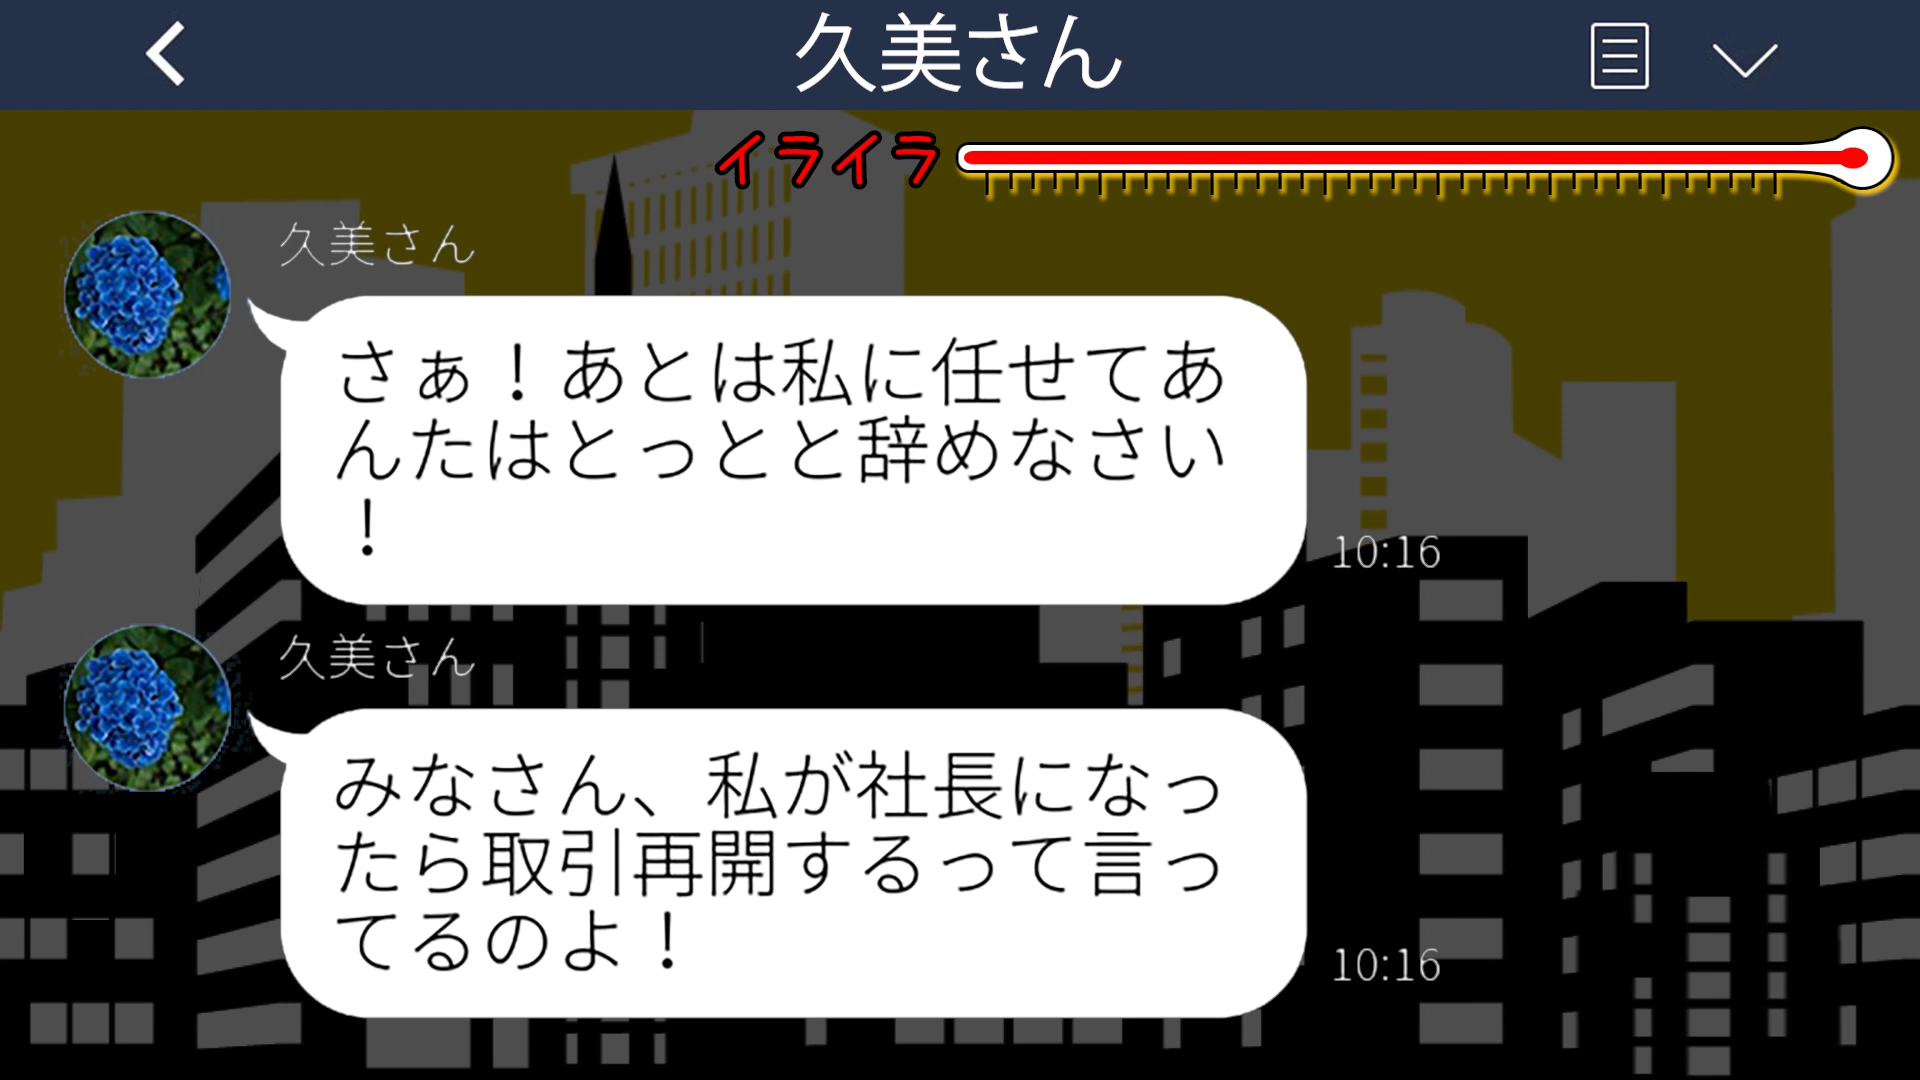 久美さん
イライラ
久美さん
さぁ！あとは私に任せてあ
んたはとっとと辞めなさい
！
10:16
久美さん
みなさん、私が社長になっ
たら取引再開するって言っ
てるのよ！
10:16